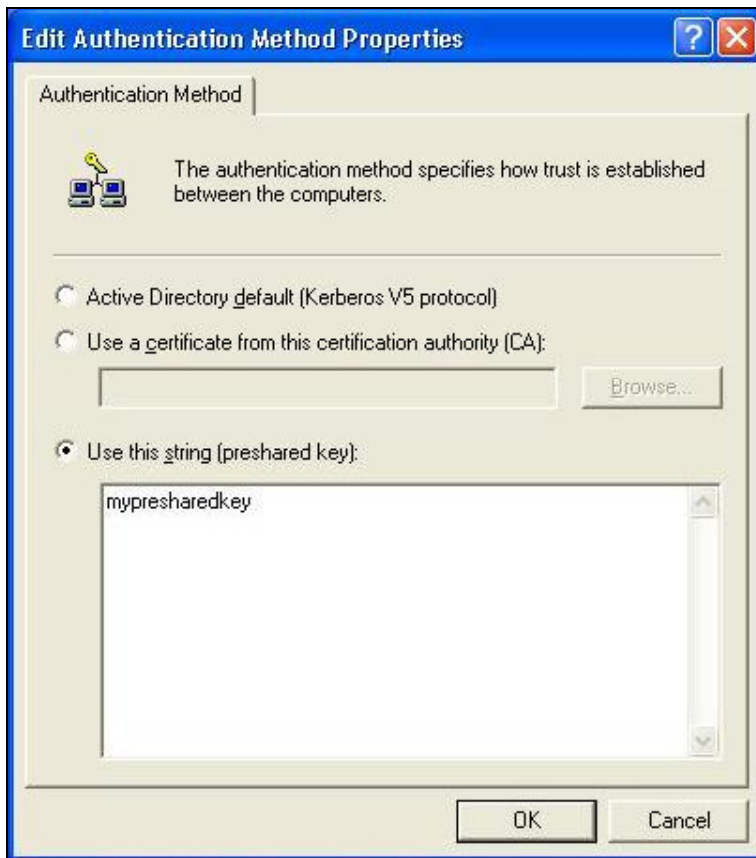 Edit Authentication Method Properties
?
Authentication Method
The authentication method specifies how trust is established
between the computers.
Active Directory default (Kerberos V5 protocol)
Use a certificate from this certification authority (CA):
Browse...
Use this string (preshared key):
mypresharedkey
OK
Cancel